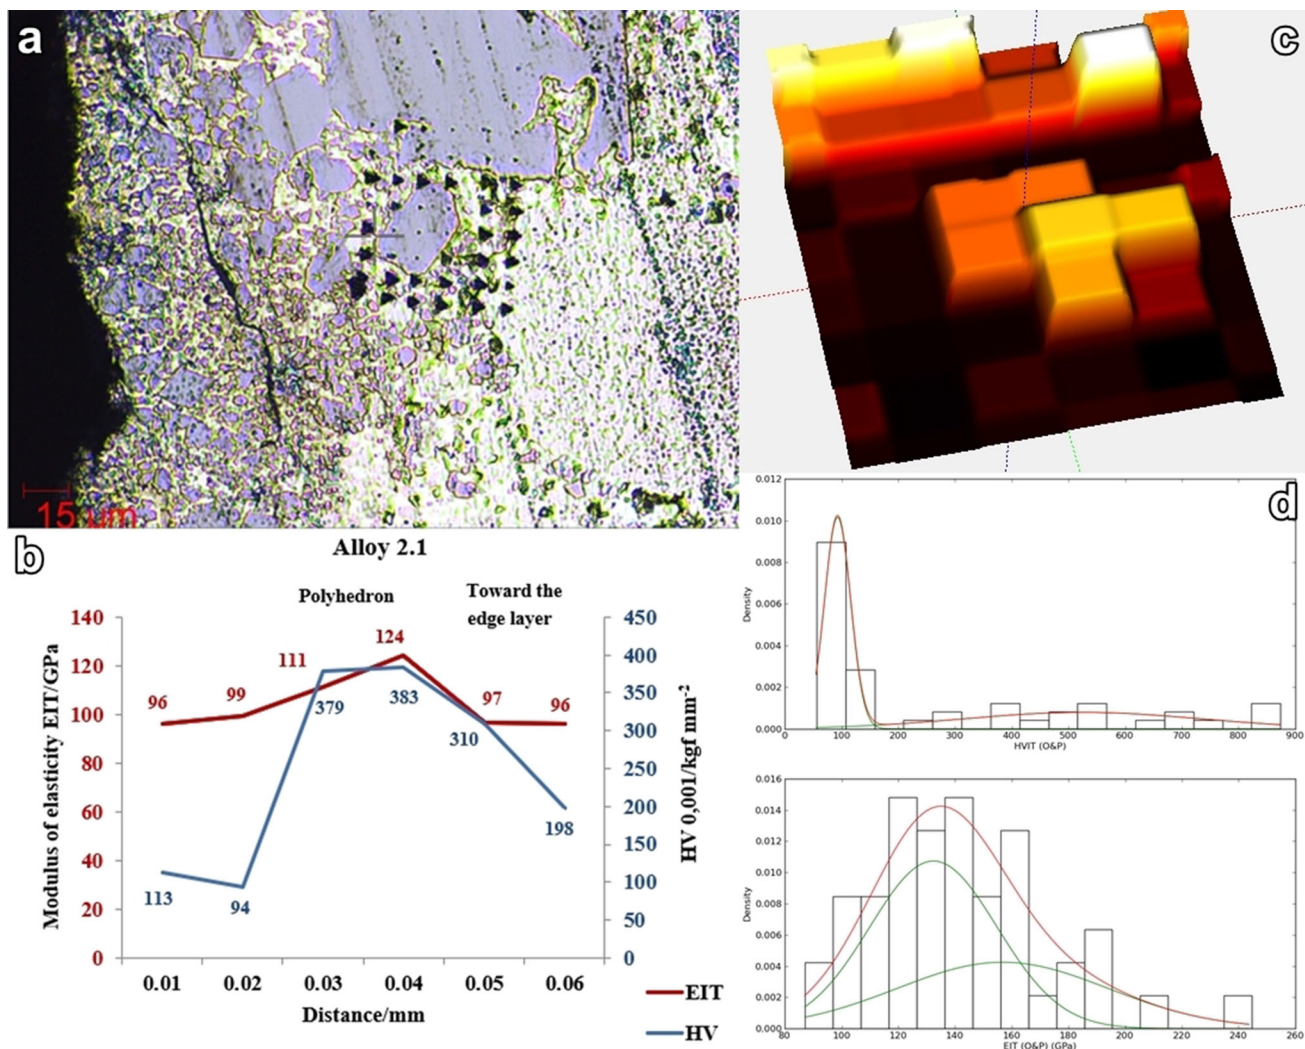 a
15 µm
b
Alloy 2.1
Polyhedron
Toward the
edge layer
Modulus of elasticity EIT/GPa
140
120
100
80
60
40
20
0
96
99
111
124
97
96
113
94
379
383
310
198
450
400
350
300
250
200
150
100
50
0
HV 0,001/kgf mm-2
0.01 0.02 0.03 0.04 0.05 0.06
Distance/mm
EIT
HV
c
d
0.012
0.010
0.008
0.006
0.004
0.002
0.000
Density
0 100 200 300 400 500 600 700 800 900
HVIT (O&P)
0.016
0.014
0.012
0.010
0.008
0.006
0.004
0.002
0.000
Density
80 100 120 140 160 180 200 220 240 260
EIT (O&P) (GPa)